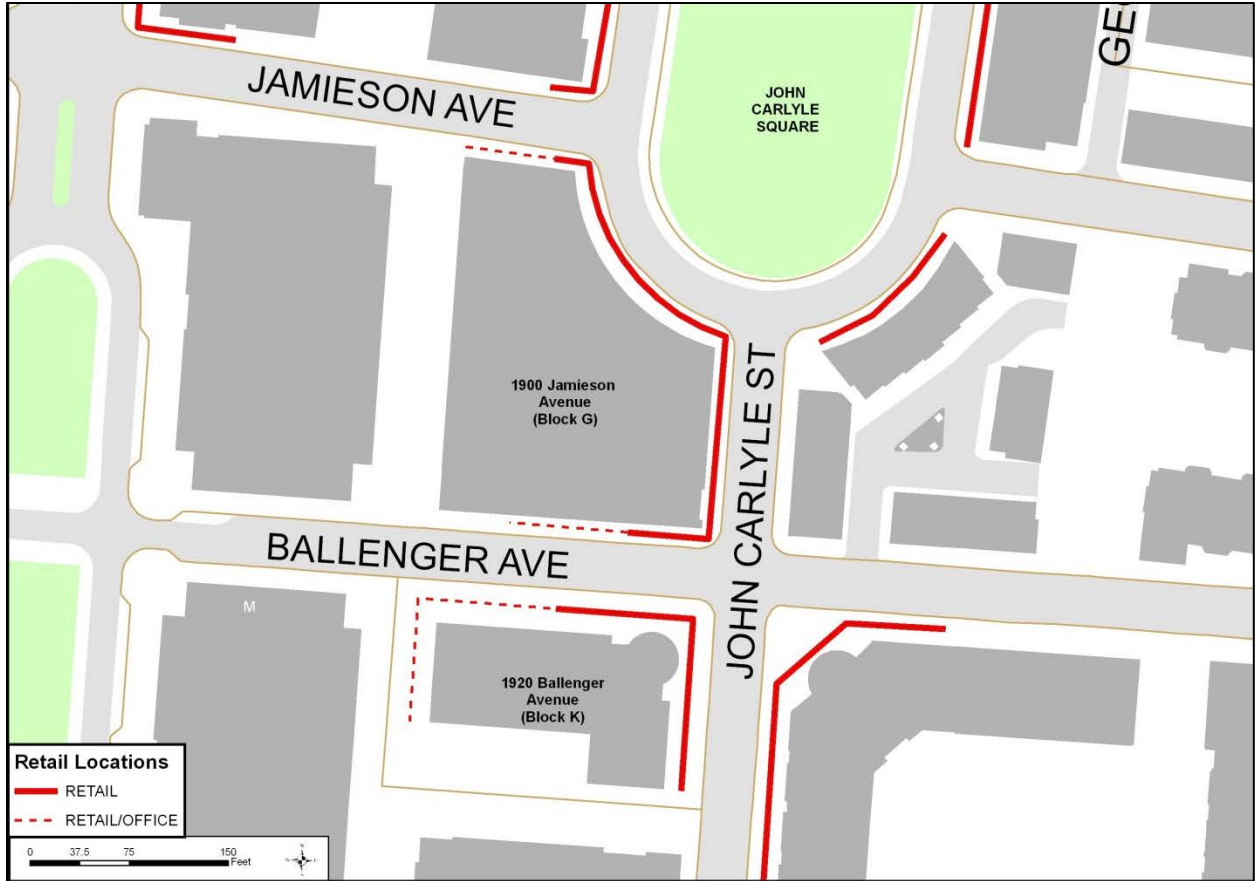 GEO
JAMIESON AVE
JOHN
CARLYLE
SQUARE
1900 Jamieson
Avenue
(Block G)
JOHN CARLYLE ST
BALLENGER AVE
M
1920 Ballenger
Avenue
(Block K)
Retail Locations
RETAIL
RETAIL/OFFICE
0 37.5 75 150
Feet